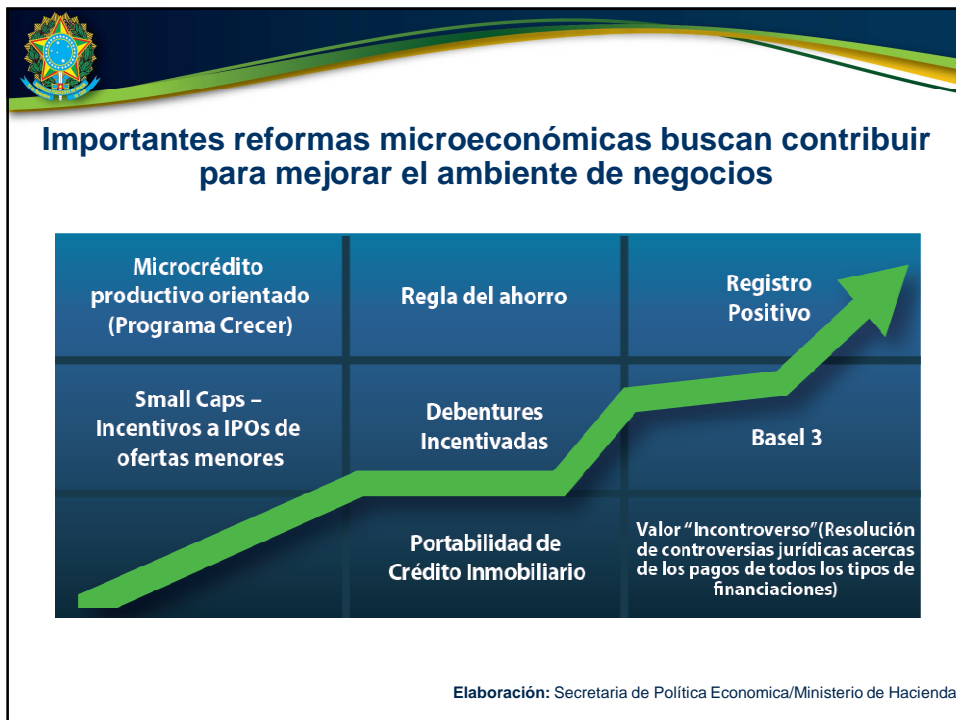 Importantes reformas microeconómicas buscan contribuir
para mejorar el ambiente de negocios
Microcrédito
productivo orientado
(Programa Crecer)
Regla del ahorro
Registro
Positivo
Small Caps –
Incentivos a IPOs de
ofertas menores
Debentures
Incentivadas
Basel 3
Portabilidad de
Crédito Inmobiliario
Valor “Incontroverso”(Resolución
de controversias jurídicas acercas
de los pagos de todos los tipos de
financiaciones)
Elaboración: Secretaria de Política Economica/Ministerio de Hacienda